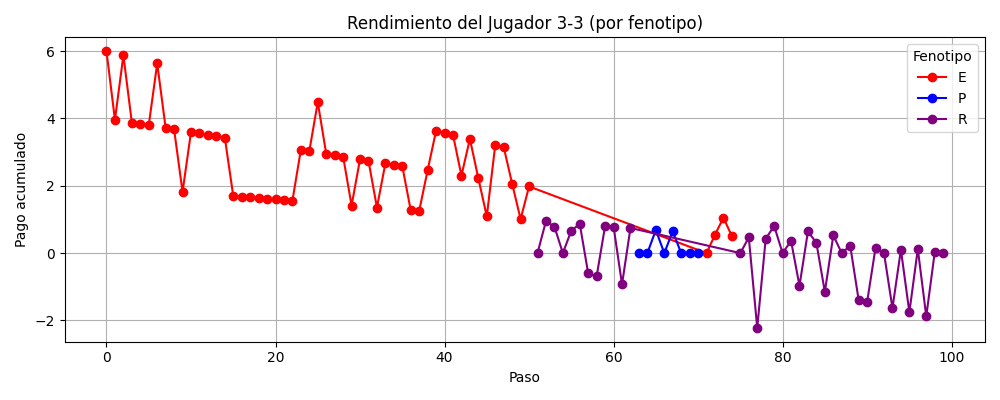 Rendimiento del Jugador 3-3 (por fenotipo)
Pago acumulado
6
4
2
0
−2
Fenotipo
E
P
R
0 20 40 60 80 100
Paso